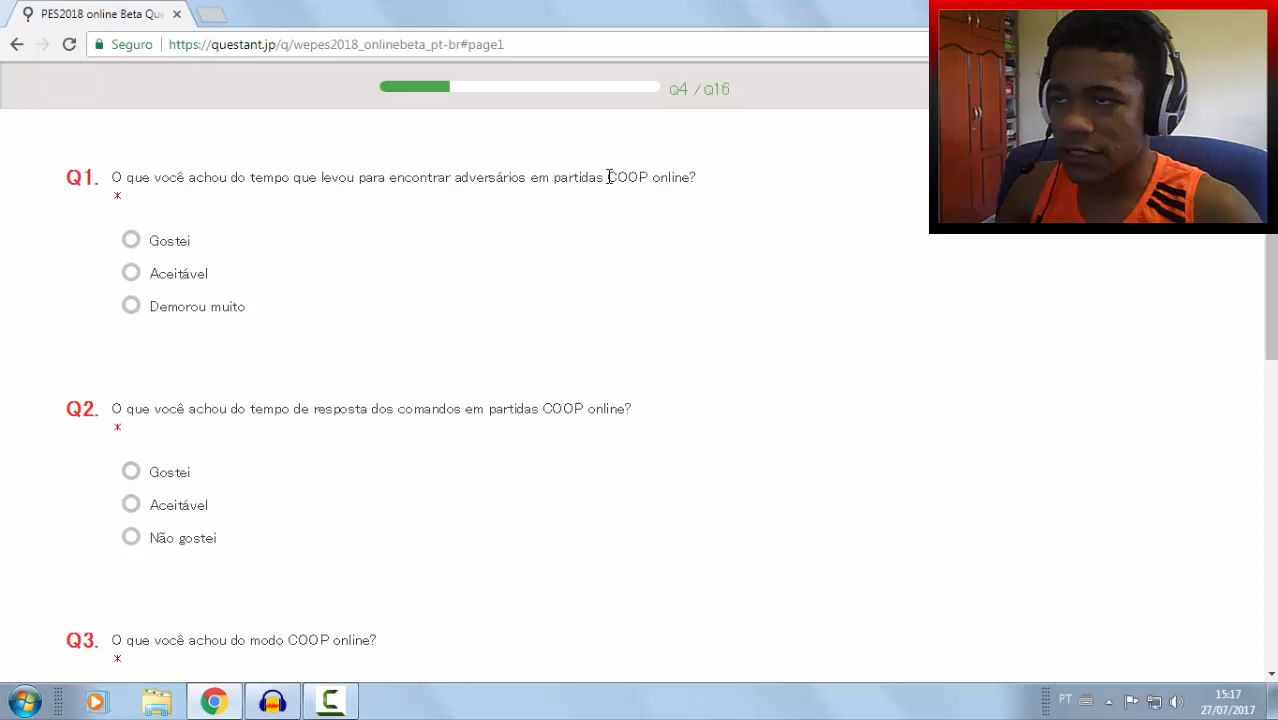 PES2018 online Beta Que
Seguro
https://questant.jp/q/wepes2018_onlinebeta_pt-br#page1
Q4 / Q16
Q1. O que você achou do tempo que levou para encontrar adversários em partidas COOP online?
*
Gostei
Aceitável
Demorou muito
Q2. O que você achou do tempo de resposta dos comandos em partidas COOP online?
*
Gostei
Aceitável
Não gostei
Q3. O que você achou do modo COOP online?
*
PT
15:17
27/07/2017